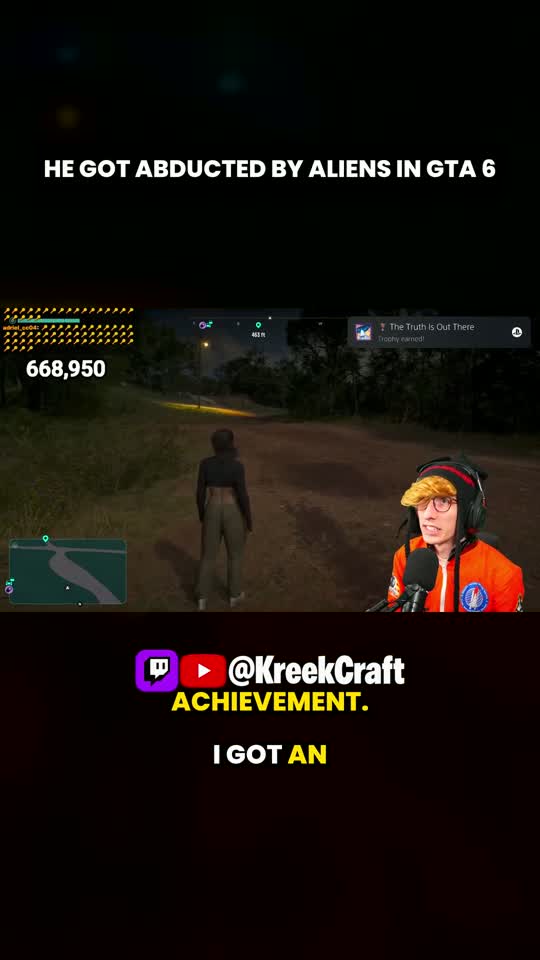 HE GOT ABDUCTED BY ALIENS IN GTA 6
adriel_cc04:
The Truth Is Out There
Trophy earned!
463 ft
668,950
@KreekCraft
ACHIEVEMENT.
I GOT AN